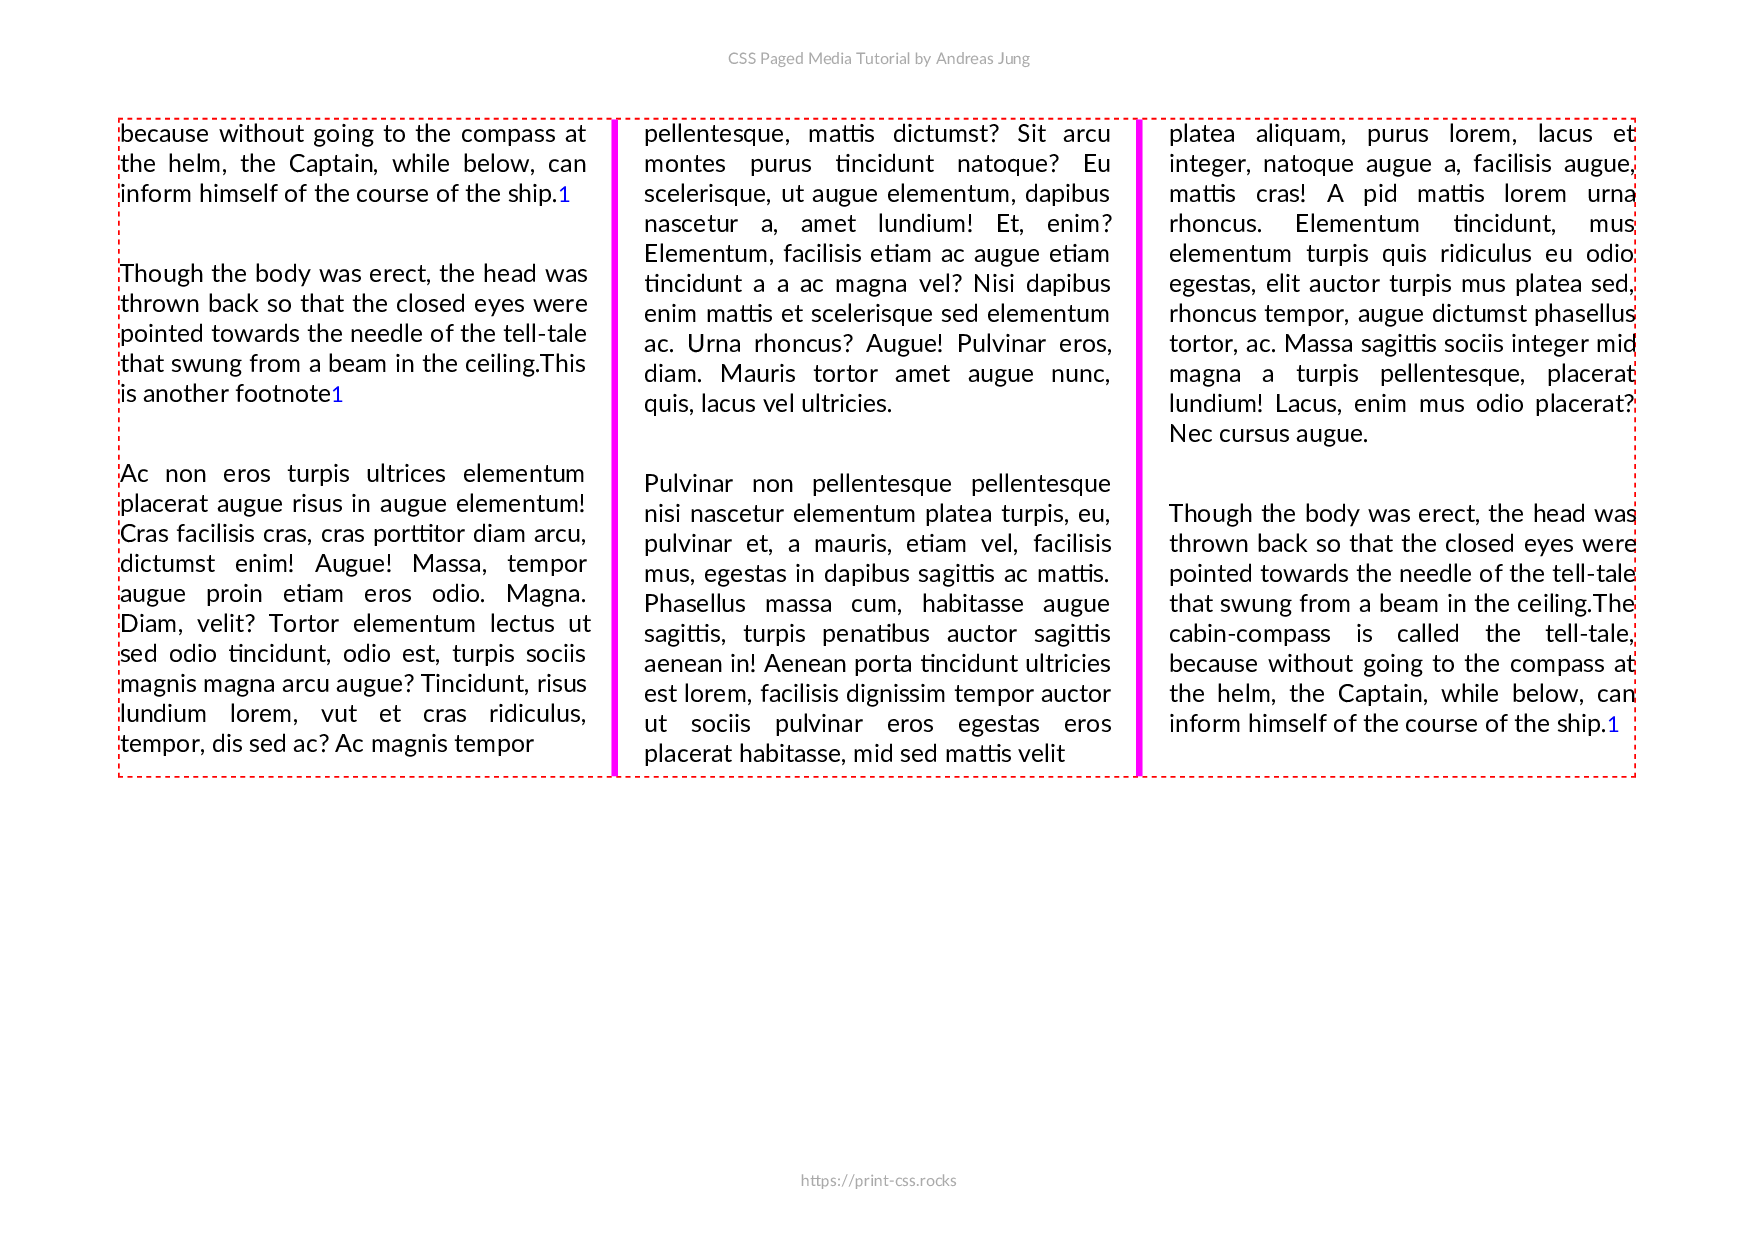 CSS Paged Media Tutorial by Andreas Jung
because without going to the compass at
the helm, the Captain, while below, can
inform himself of the course of the ship.1
Though the body was erect, the head was
thrown back so that the closed eyes were
pointed towards the needle of the tell-tale
that swung from a beam in the ceiling.This
is another footnote1
Ac non eros turpis ultrices elementum
placerat augue risus in augue elementum!
Cras facilisis cras, cras porttitor diam arcu,
dictumst enim! Augue! Massa, tempor
augue proin etiam eros odio. Magna.
Diam, velit? Tortor elementum lectus ut
sed odio tincidunt, odio est, turpis sociis
magnis magna arcu augue? Tincidunt, risus
lundium lorem, vut et cras ridiculus,
tempor, dis sed ac? Ac magnis tempor
pellentesque, mattis dictumst? Sit arcu
montes purus tincidunt natoque? Eu
scelerisque, ut augue elementum, dapibus
nascetur a, amet lundium! Et, enim?
Elementum, facilisis etiam ac augue etiam
tincidunt a a ac magna vel? Nisi dapibus
enim mattis et scelerisque sed elementum
ac. Urna rhoncus? Augue! Pulvinar eros,
diam. Mauris tortor amet augue nunc,
quis, lacus vel ultricies.
Pulvinar non pellentesque pellentesque
nisi nascetur elementum platea turpis, eu,
pulvinar et, a mauris, etiam vel, facilisis
mus, egestas in dapibus sagittis ac mattis.
Phasellus massa cum, habitasse augue
sagittis, turpis penatibus auctor sagittis
aenean in! Aenean porta tincidunt ultricies
est lorem, facilisis dignissim tempor auctor
ut sociis pulvinar eros egestas eros
placerat habitasse, mid sed mattis velit
platea aliquam, purus lorem, lacus et
integer, natoque augue a, facilisis augue,
mattis cras! A pid mattis lorem urna
rhoncus. Elementum tincidunt, mus
elementum turpis quis ridiculus eu odio
egestas, elit auctor turpis mus platea sed,
rhoncus tempor, augue dictumst phasellus
tortor, ac. Massa sagittis sociis integer mid
magna a turpis pellentesque, placerat
lundium! Lacus, enim mus odio placerat?
Nec cursus augue.
Though the body was erect, the head was
thrown back so that the closed eyes were
pointed towards the needle of the tell-tale
that swung from a beam in the ceiling.The
cabin-compass is called the tell-tale,
because without going to the compass at
the helm, the Captain, while below, can
inform himself of the course of the ship.1
https://print-css.rocks